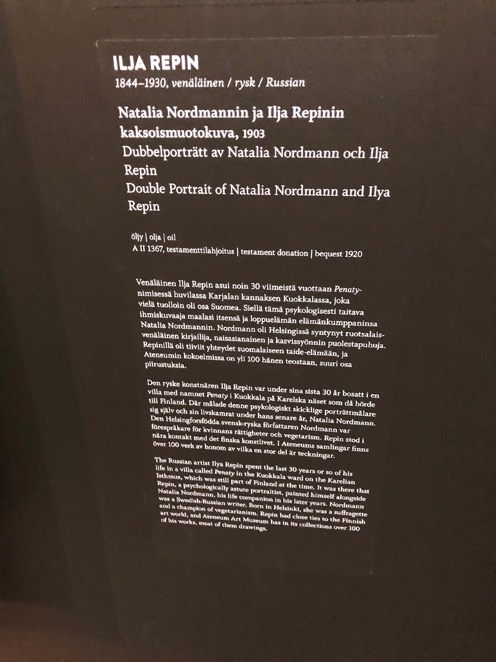 ILJA REPIN
1844–1930, venäläinen / rysk / Russian
Natalia Nordmannin ja Ilja Repinin
kaksoismuotokuva, 1903
Dubbelporträtt av Natalia Nordmann och Ilja
Repin
Double Portrait of Natalia Nordmann and Ilya
Repin
öljy | olja | oil
A II 1367, testamenttilahjoitus | testament donation | bequest 1920
Venäläinen Ilja Repin asui noin 30 viimeistä vuottaan Penaty-
nimisessä huvilassa Karjalan kannaksen Kuokkalassa, joka
vielä tuolloin oli osa Suomea. Siellä tämä psykologisesti taitava
ihmiskuvaaja maalasi itsensä ja loppuelämän elämänkumppaninsa
Natalia Nordmannin. Nordmann oli Helsingissä syntynyt ruotsalais-
venäläinen kirjailija, naisasianainen ja kasvissyönnin puolestapuhuja.
Repinillä oli tiiviit yhteydet suomalaiseen taide-elämään, ja
Ateneumin kokoelmissa on yli 100 hänen teostaan, suuri osa
piirustuksia.
Den ryske konstnären Ilja Repin var under sina sista 30 år bosatt i en
villa med namnet Penaty i Kuokkala på Karelska näset som då hörde
till Finland. Där målade denne psykologiskt skicklige porträttmålare
sig själv och sin livskamrat under hans senare år, Natalia Nordmann.
Den Helsingforsfödda svensk-ryska författaren Nordmann var
förespråkare för kvinnans rättigheter och vegetarism. Repin stod i
nära kontakt med det finska konstlivet. I Ateneums samlingar finns
över 100 verk av honom av vilka en stor del är teckningar.
The Russian artist Ilya Repin spent the last 30 years or so of his
life in a villa called Penaty in the Kuokkala ward on the Karelian
Isthmus, which was still part of Finland at the time. It was there that
Repin, a psychologically astute portraitist, painted himself alongside
Natalia Nordmann, his life companion in his later years. Nordmann
was a Swedish-Russian writer. Born in Helsinki, she was a suffragette
and a champion of vegetarianism. Repin had close ties to the Finnish
art world, and Ateneum Art Museum has in its collections over 100
of his works, most of them drawings.